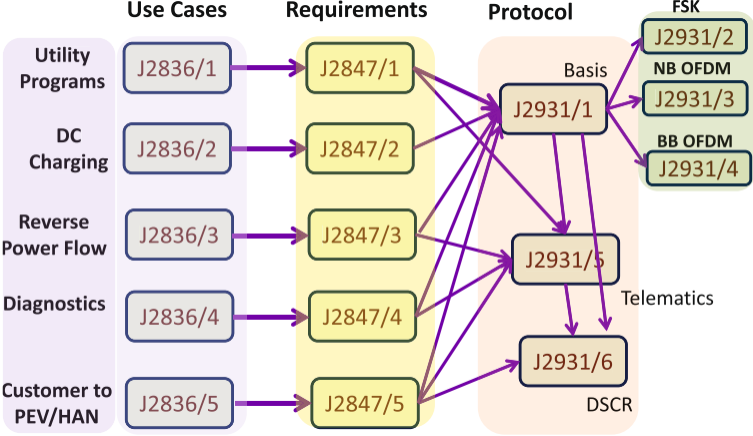 Use Cases
Requirements
Protocol
FSK
Utility
Programs
J2836/1
J2847/1
Basis
J2931/1
J2931/2
NB OFDM
J2931/3
BB OFDM
J2931/4
DC
Charging
J2836/2
J2847/2
Reverse
Power Flow
J2836/3
J2847/3
J2931/5
Telematics
Diagnostics
J2836/4
J2847/4
J2931/6
DSCR
Customer to
PEV/HAN
J2836/5
J2847/5